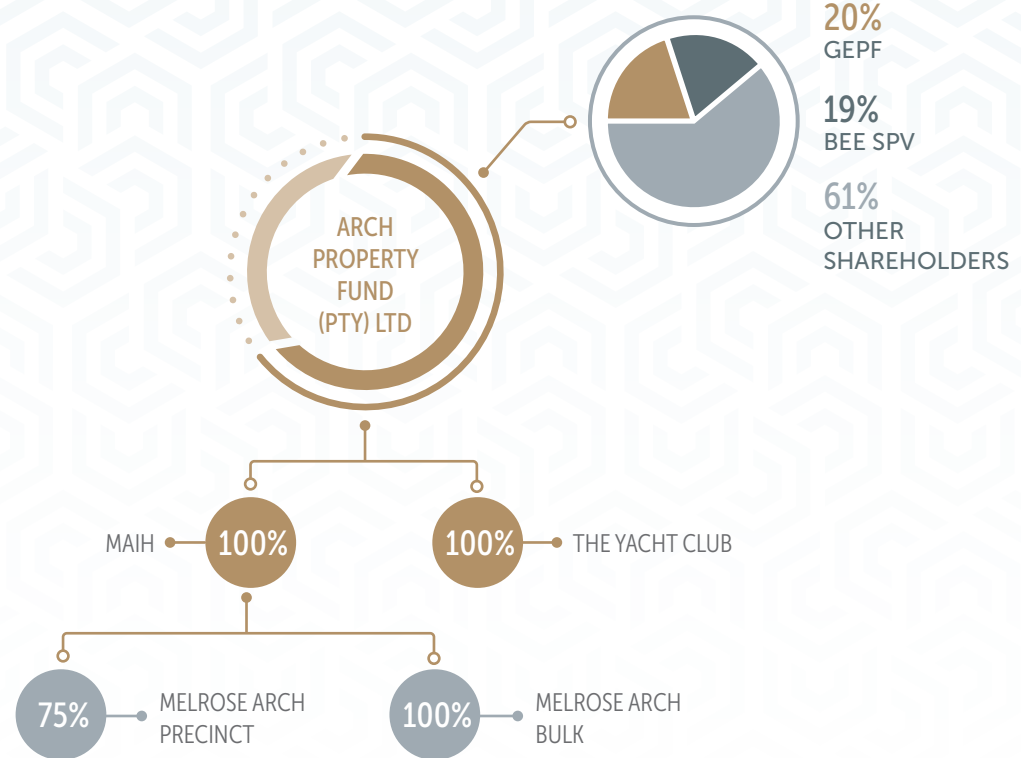 20%
GEPF
19%
BEE SPV
61%
OTHER
SHAREHOLDERS
ARCH
PROPERTY
FUND
(PTY) LTD
MAIH
100%
100%
THE YACHT CLUB
75%
MELROSE ARCH
PRECINCT
100%
MELROSE ARCH
BULK